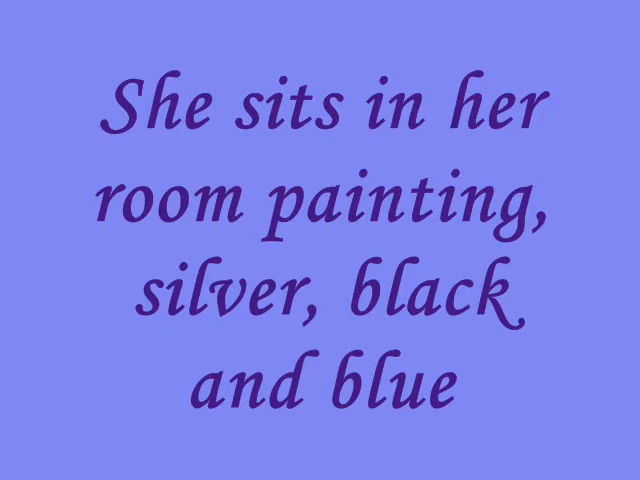 She sits in her
room painting,
silver, black
and blue